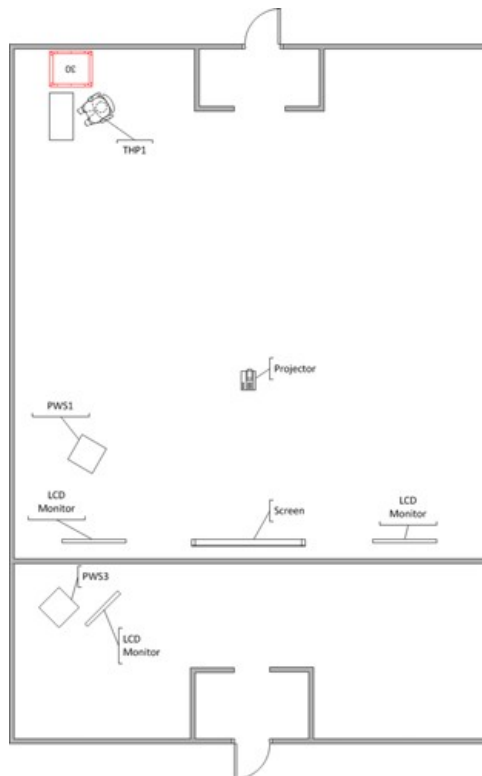 30
THP1
Projector
PWS1
LCD
Monitor
Screen
LCD
Monitor
PWS3
LCD
Monitor